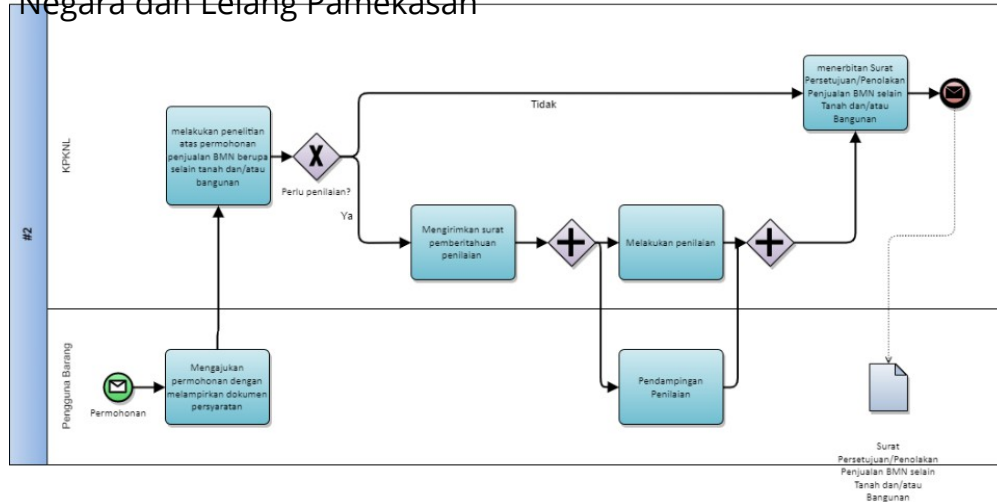 Negara dan Lelang Pamekasan
#2
KPKNL
melakukan penelitian
atas permohonan
penjualan BMN berupa
selain tanah dan/atau
bangunan
Perlu penilaian?
Tidak
Ya
Mengirimkan surat
pemberitahuan
penilaian
Melakukan penilaian
menerbitan Surat
Persetujuan/Penolakan
Penjualan BMN selain
Tanah dan/atau
Bangunan
Pengguna Barang
Permohonan
Mengajukan
permohonan dengan
melampirkan dokumen
persyaratan
Pendampingan
Penilaian
Surat
Persetujuan/Penolakan
Penjualan BMN selain
Tanah dan/atau
Bangunan